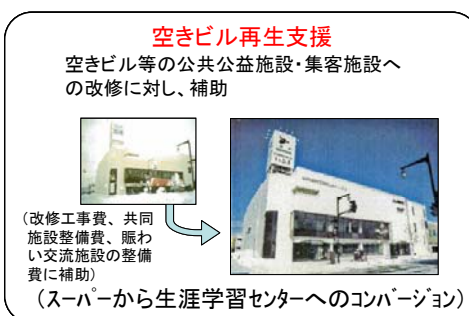 空きビル再生支援
空きビル等の公共公益施設・集客施設へ
の改修に対し、補助
（改修工事費、共同
施設整備費、賑わ
い交流施設の整備
費に補助）
（スーパーから生涯学習センターへのコンバージョン）